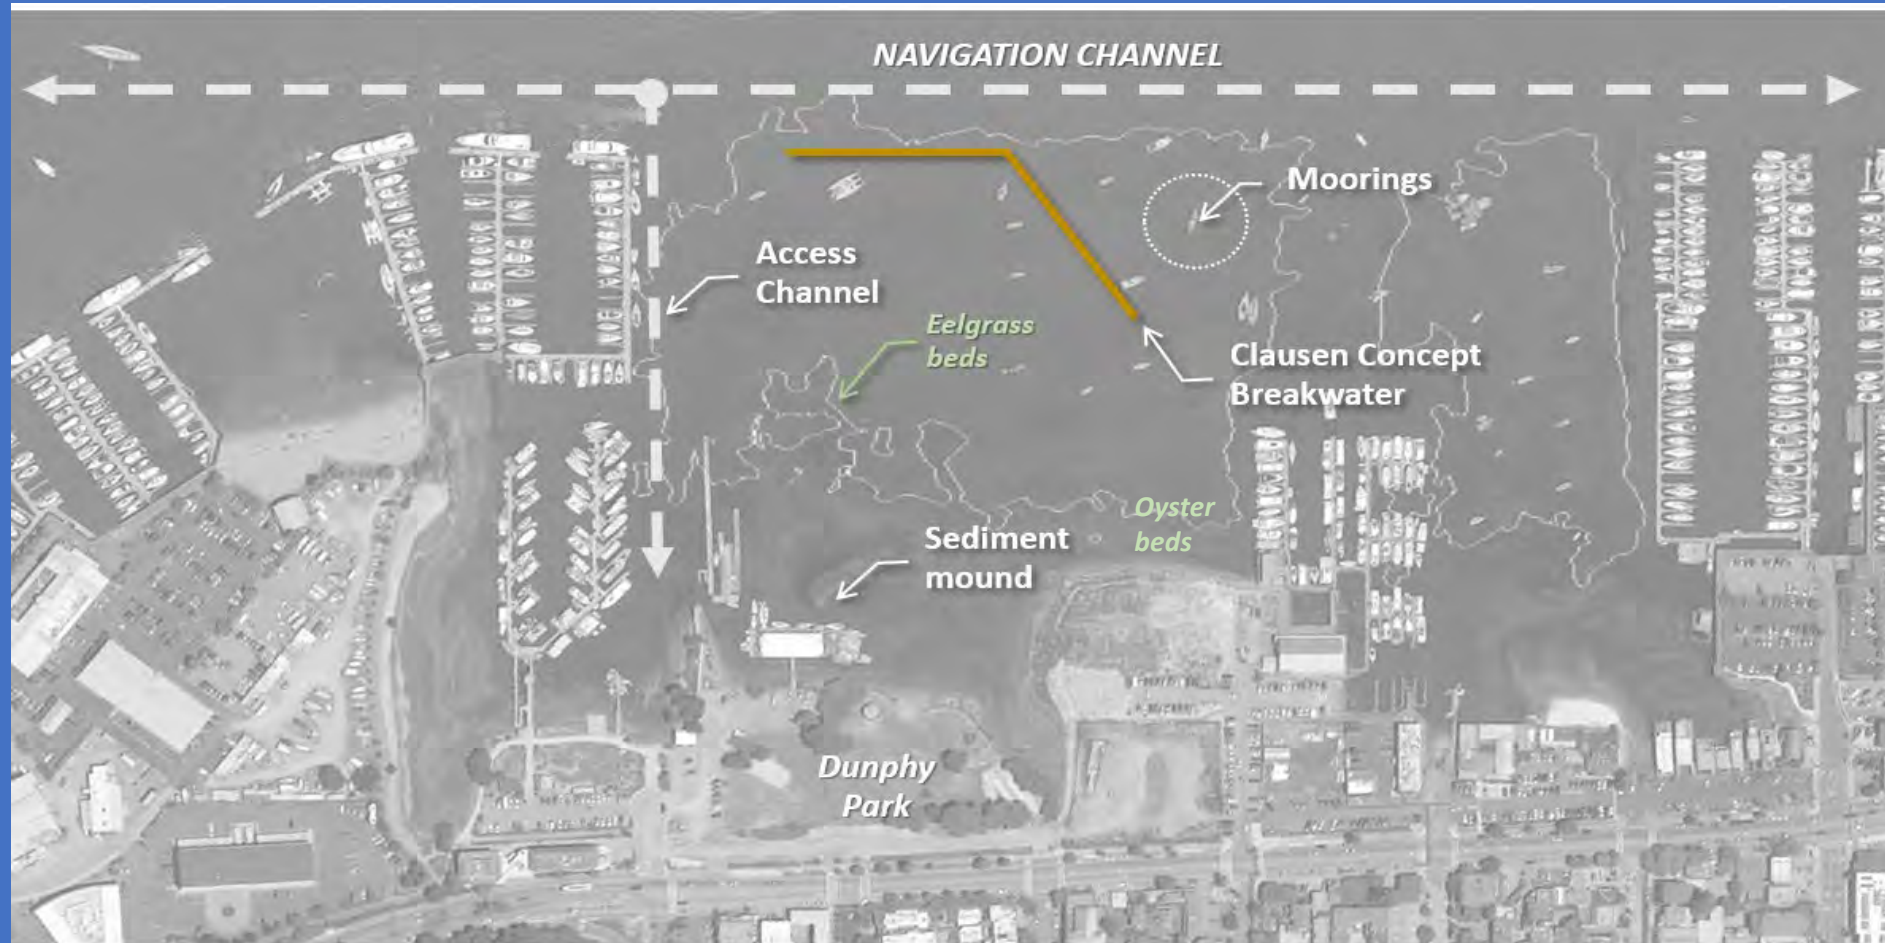 NAVIGATION CHANNEL
Moorings
Access
Channel
Eelgrass
beds
Clausen Concept
Breakwater
Oyster
beds
Sediment
mound
Dunphy
Park